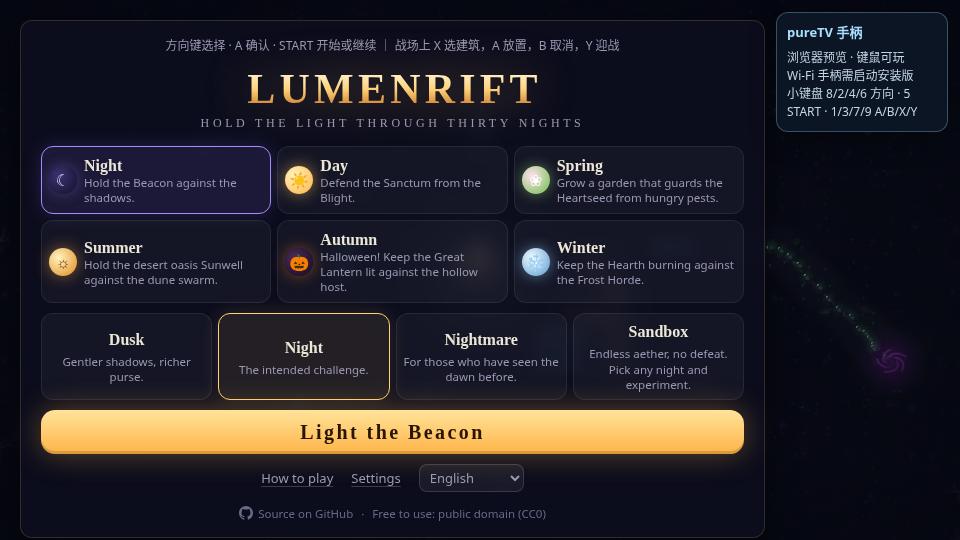 方向键选择 · A 确认 · START 开始或继续 ｜ 战场上 X 选建筑，A 放置，B 取消，Y 迎战
LUMENRIFT
HOLD THE LIGHT THROUGH THIRTY NIGHTS
Night
Hold the Beacon against the
shadows.
Day
Defend the Sanctum from the
Blight.
Spring
Grow a garden that guards the
Heartseed from hungry pests.
Summer
Hold the desert oasis Sunwell
against the dune swarm.
Autumn
Halloween! Keep the Great
Lantern lit against the hollow
host.
Winter
Keep the Hearth burning against
the Frost Horde.
Dusk
Gentler shadows, richer
purse.
Night
The intended challenge.
Nightmare
For those who have seen the
dawn before.
Sandbox
Endless aether, no defeat.
Pick any night and
experiment.
Light the Beacon
How to play
Settings
English
Source on GitHub · Free to use: public domain (CC0)
pureTV 手柄
浏览器预览 · 键鼠可玩
Wi-Fi 手柄需启动安装版
小键盘 8/2/4/6 方向 · 5
START · 1/3/7/9 A/B/X/Y